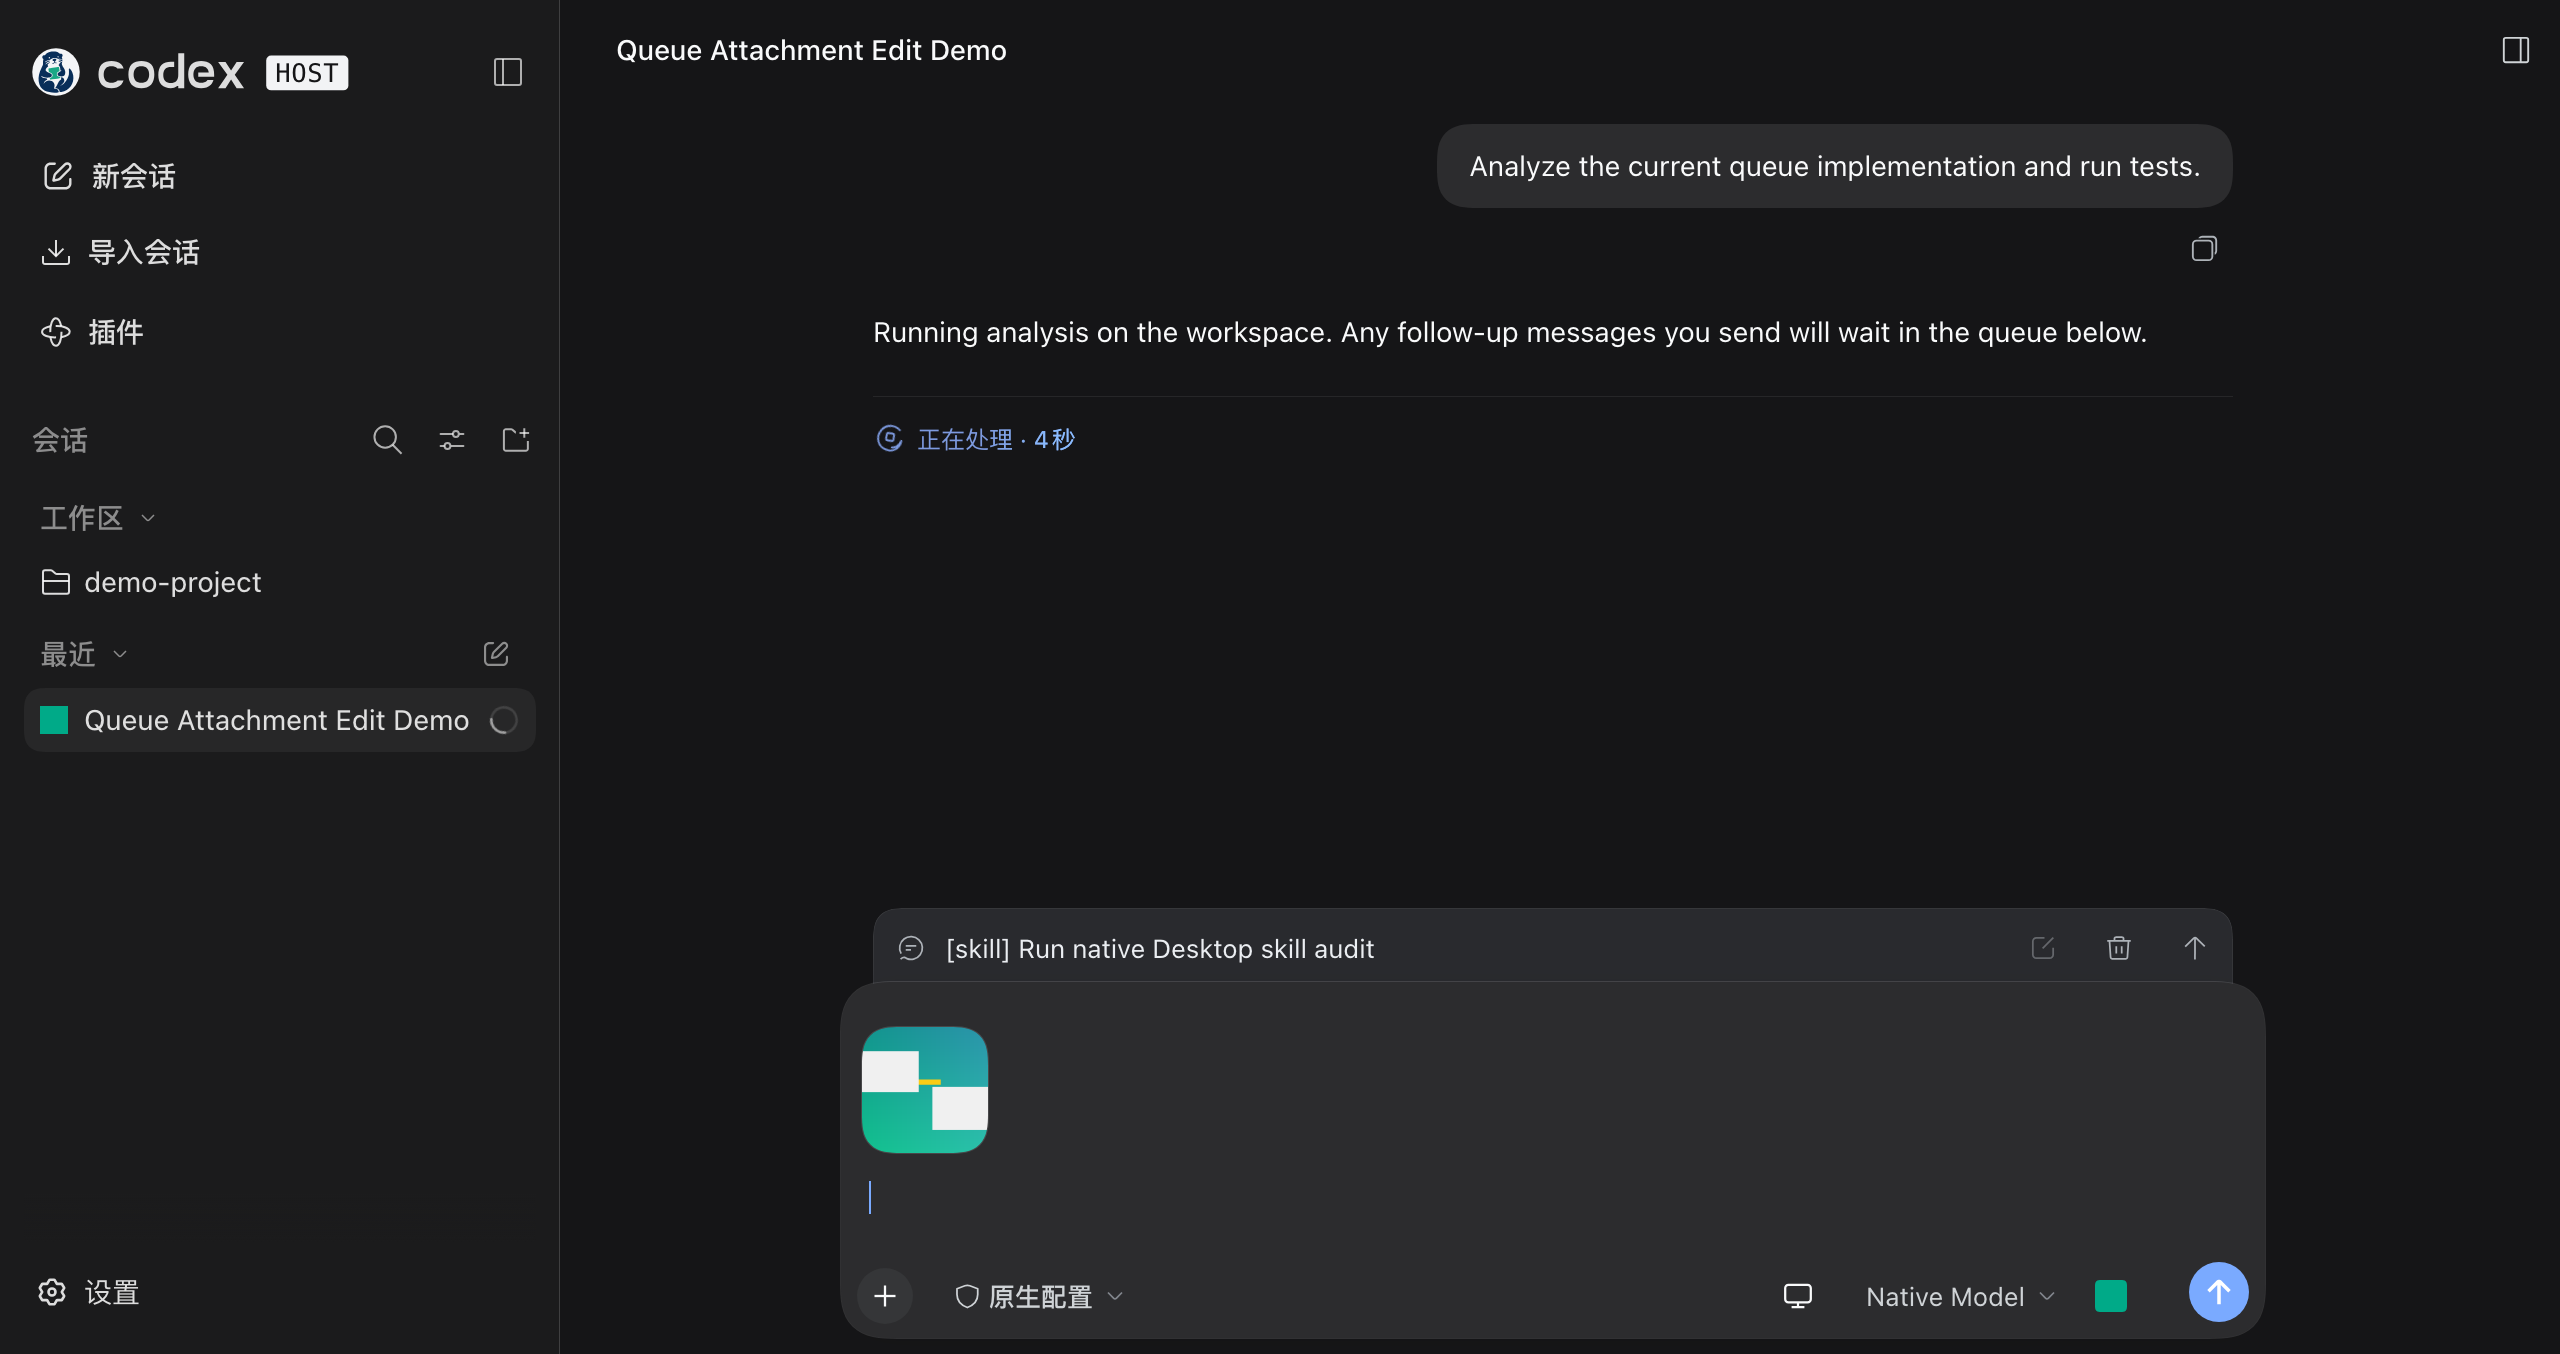 codex HOST
新会话
导入会话
插件
会话
工作区
demo-project
最近
Queue Attachment Edit Demo
设置
Queue Attachment Edit Demo
Analyze the current queue implementation and run tests.
Running analysis on the workspace. Any follow-up messages you send will wait in the queue below.
正在处理 · 4秒
[skill] Run native Desktop skill audit
原生配置
Native Model